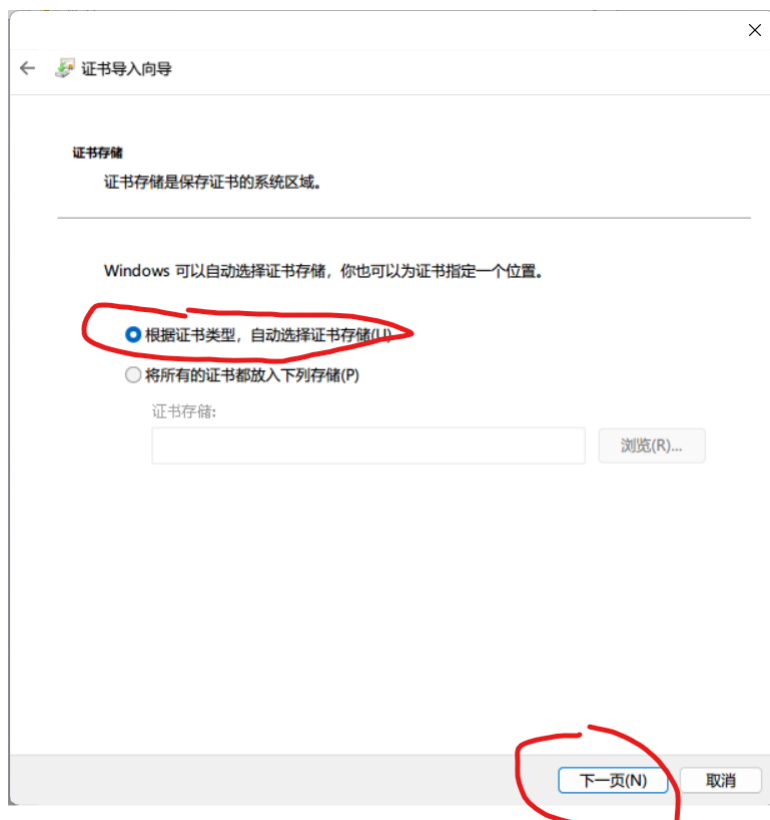 证书导入向导
证书存储
证书存储是保存证书的系统区域。
Windows 可以自动选择证书存储，你也可以为证书指定一个位置。
根据证书类型，自动选择证书存储(U)
将所有的证书都放入下列存储(P)
证书存储:
浏览(R)...
下一页(N) 取消